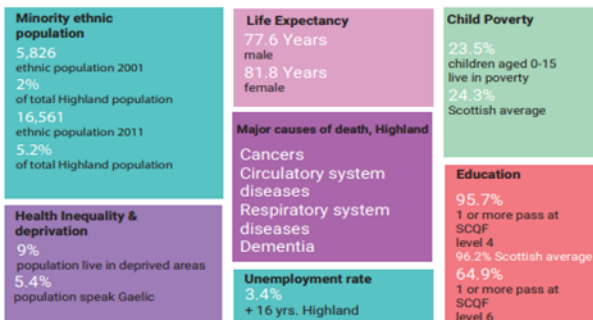 Minority ethnic
population
5,826
ethnic population 2001
2%
of total Highland population
16,561
ethnic population 2011
5.2%
of total Highland population
Health Inequality &
deprivation
9%
population live in deprived areas
5.4%
population speak Gaelic
Life Expectancy
77.6 Years
male
81.8 Years
female
Major causes of death, Highland
Cancers
Circulatory system
diseases
Respiratory system
diseases
Dementia
Unemployment rate
3.4%
+ 16 yrs. Highland
Child Poverty
23.5%
children aged 0-15
live in poverty
24.3%
Scottish average
Education
95.7%
1 or more pass at
SCQF
level 4
96.2% Scottish average
64.9%
1 or more pass at
SCQF
level 6